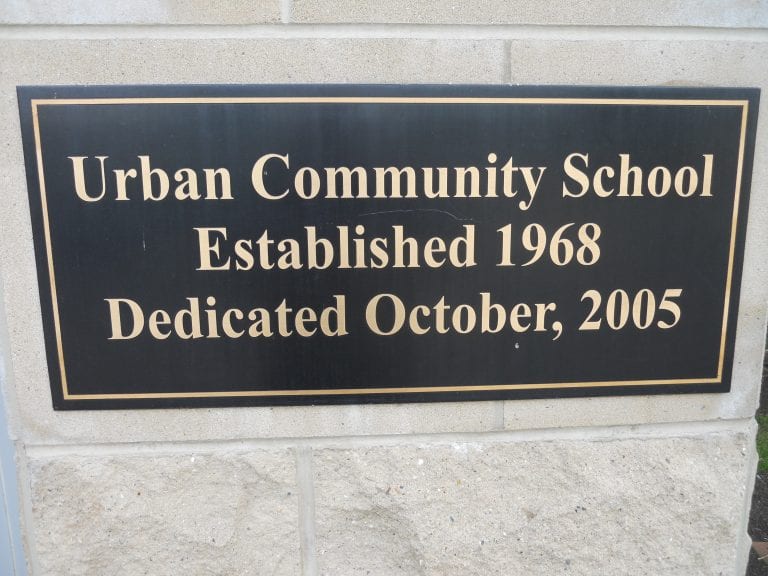 Urban Community School
Established 1968
Dedicated October, 2005